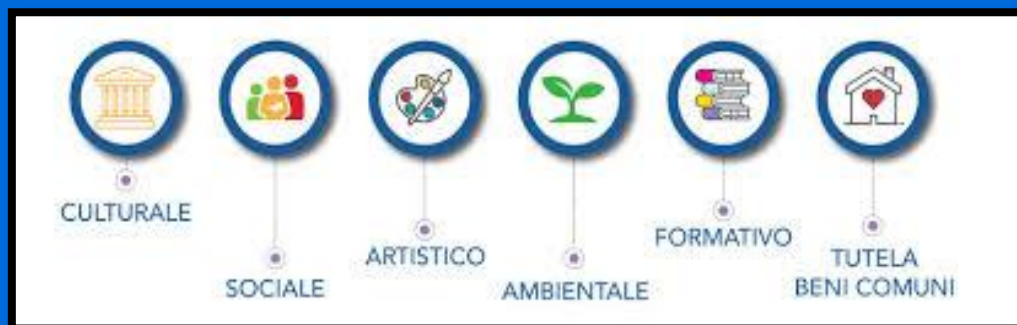 CULTURALE
SOCIALE
ARTISTICO
AMBIENTALE
FORMATIVO
TUTELA
BENI COMUNI